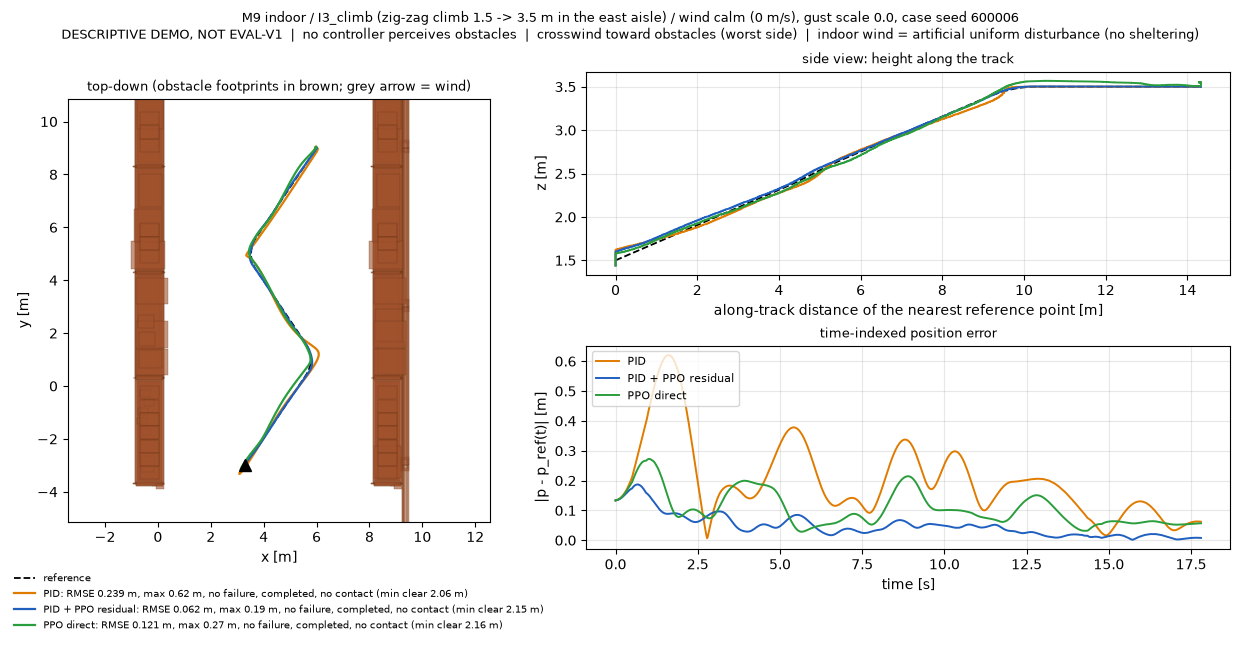 M9 indoor / I3_climb (zig-zag climb 1.5 -> 3.5 m in the east aisle) / wind calm (0 m/s), gust scale 0.0, case seed 600006
DESCRIPTIVE DEMO, NOT EVAL-V1 | no controller perceives obstacles | crosswind toward obstacles (worst side) | indoor wind = artificial uniform disturbance (no sheltering)
top-down (obstacle footprints in brown; grey arrow = wind)
10
8
6
4
2
0
−2
−4
y [m]
−2
0
2
4
6
8
10
12
x [m]
side view: height along the track
3.5
3.0
2.5
2.0
1.5
z [m]
0
2
4
6
8
10
12
14
along-track distance of the nearest reference point [m]
time-indexed position error
0.6
0.5
0.4
0.3
0.2
0.1
0.0
|p - p_ref(t)| [m]
PID
PID + PPO residual
PPO direct
0.0
2.5
5.0
7.5
10.0
12.5
15.0
17.5
time [s]
reference
PID: RMSE 0.239 m, max 0.62 m, no failure, completed, no contact (min clear 2.06 m)
PID + PPO residual: RMSE 0.062 m, max 0.19 m, no failure, completed, no contact (min clear 2.15 m)
PPO direct: RMSE 0.121 m, max 0.27 m, no failure, completed, no contact (min clear 2.16 m)